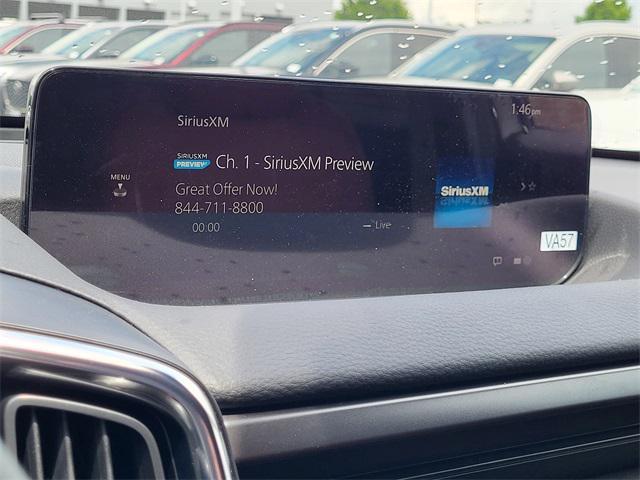 1:46pm
SiriusXM
SIRIUSXM PREVIEW Ch. 1 - SiriusXM Preview
MENU
Great Offer Now!
844-711-8800
SiriusXM
00:00
Live
VA57